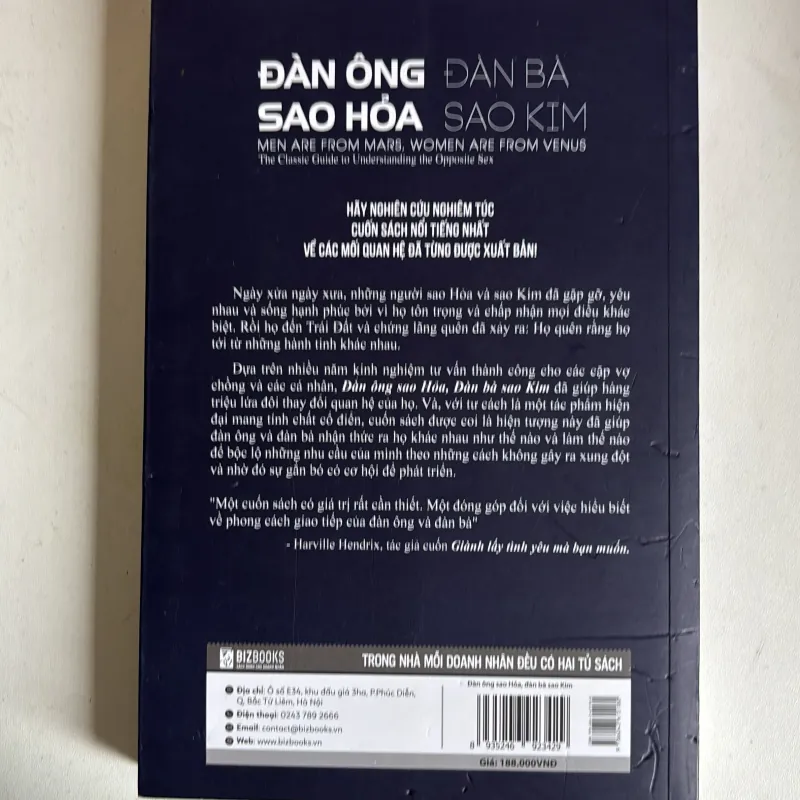 ĐÀN ÔNG ĐÀN BÀ
SAO HỎA SAO KIM
MEN ARE FROM MARS, WOMEN ARE FROM VENUS
The Classic Guide to Understanding the Opposite Sex
HÃY NGHIÊN CỨU NGHIÊM TÚC
CUỐN SÁCH NỔI TIẾNG NHẤT
VỀ CÁC MỐI QUAN HỆ ĐÃ TỪNG ĐƯỢC XUẤT BẢN!
Ngày xửa ngày xưa, những người sao Hỏa và sao Kim đã gặp gỡ, yêu
nhau và sống hạnh phúc bởi vì họ tôn trọng và chấp nhận mọi điều khác
biệt. Rồi họ đến Trái Đất và chứng lãng quên đã xảy ra: Họ quên rằng họ
tới từ những hành tinh khác nhau.
Dựa trên nhiều năm kinh nghiệm tư vấn thành công cho các cặp vợ
chồng và các cá nhân, Đàn ông sao Hỏa, Đàn bà sao Kim đã giúp hàng
triệu lứa đôi thay đổi quan hệ của họ. Và, với tư cách là một tác phẩm hiện
đại mang tính chất cổ điển, cuốn sách được coi là hiện tượng này đã giúp
đàn ông và đàn bà nhận thức ra họ khác nhau như thế nào và làm thế nào
để bộc lộ những nhu cầu của mình theo những cách không gây ra xung đột
và nhờ đó sự gắn bó có cơ hội để phát triển.
"Một cuốn sách có giá trị rất cần thiết. Một đóng góp đối với việc hiểu biết
về phong cách giao tiếp của đàn ông và đàn bà"
- Harville Hendrix, tác giả cuốn Giành lấy tình yêu mà bạn muốn.
BIZBOOKS
TRONG NHÀ MỖI DOANH NHÂN ĐỀU CÓ HAI TỦ SÁCH
Địa chỉ: Ô số E34, khu đấu giá 3ha, P.Phúc Diễn,
Q, Bắc Từ Liêm, Hà Nội
Điện thoại: 0243 789 2666
Email: contact@bizbooks.vn
Web: www.bizbooks.vn
Đàn ông sao Hỏa, đàn bà sao Kim
8 935246 923429
Giá: 188.000VNĐ